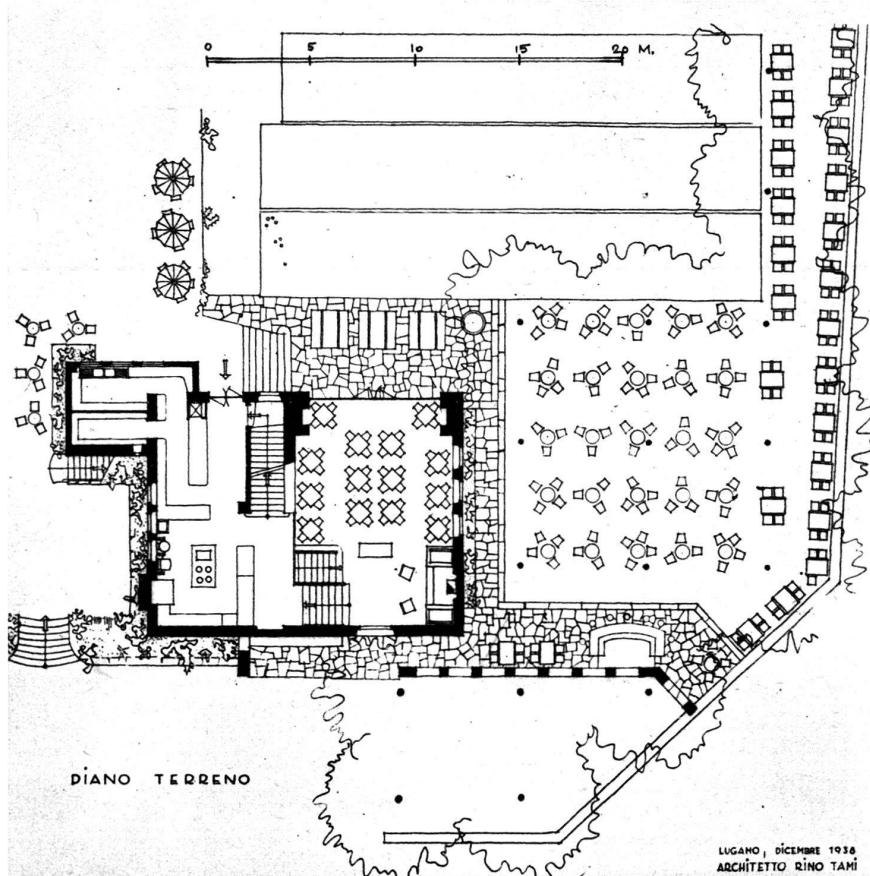 0 5 10 15 20 M.
PIANO TERRENO
LUGANO, DICEMBRE 1938
ARCHITETTO RINO TAMI